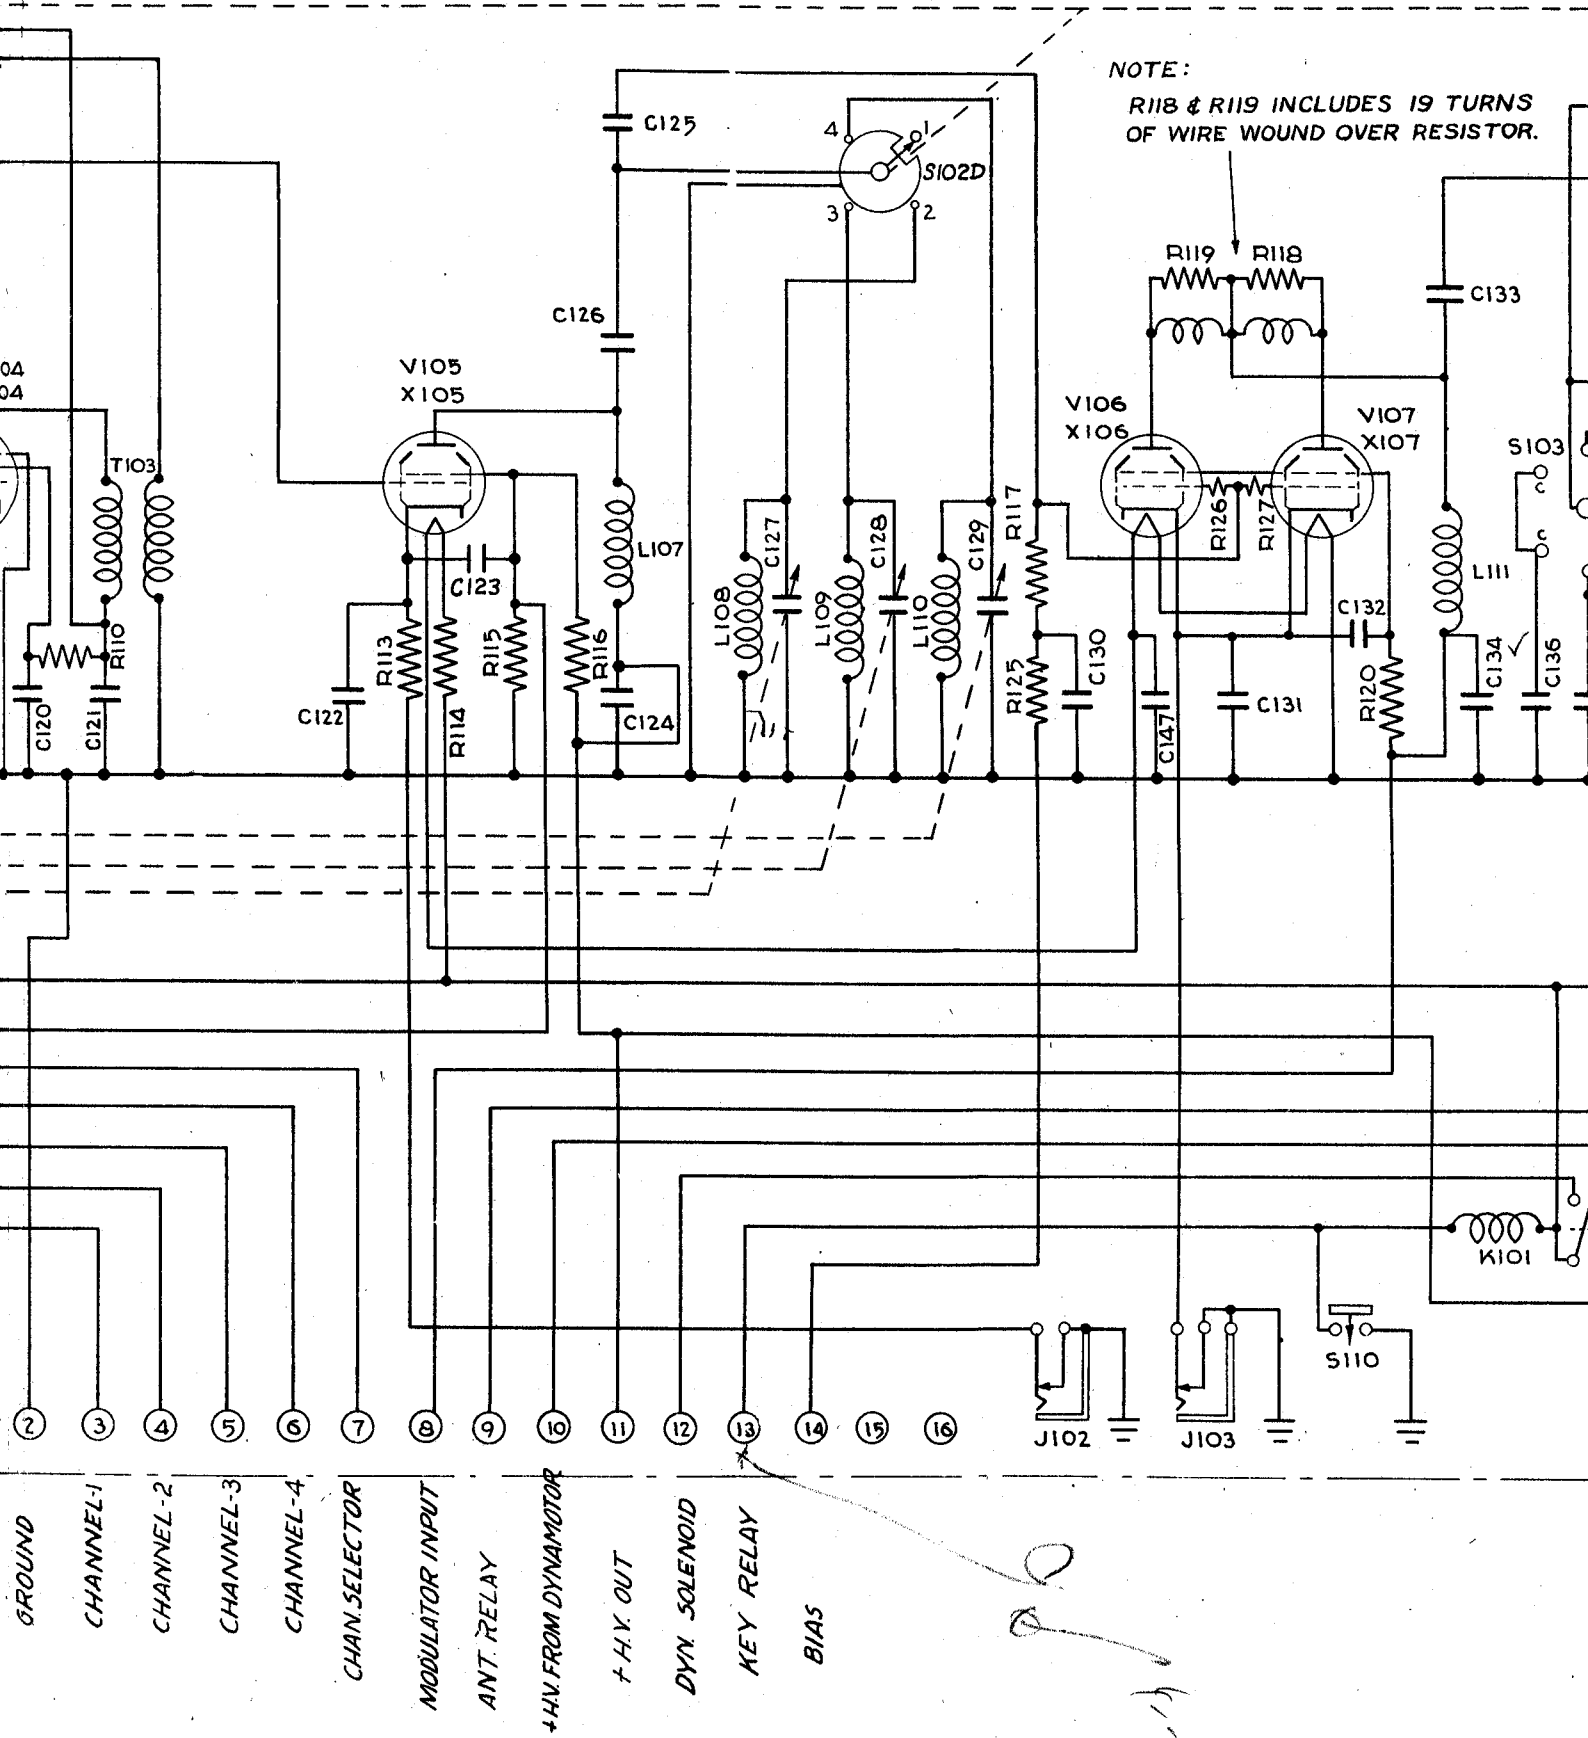 NOTE:
R118 & R119 INCLUDES 19 TURNS
OF WIRE WOUND OVER RESISTOR.
C125
4
1
S102D
3
2
R119
R118
C133
C126
04
04
V105
X105
V106
X106
V107
X107
S103
T103
R117
R126
R127
L107
C127
C128
C129
L111
C123
L108
L109
L110
C132
R110
R113
R115
R116
C130
C134
C136
R125
R120
C120
C121
C122
R114
C124
C147
C131
K101
S110
J102
J103
2
3
4
5
6
7
8
9
10
11
12
13
14
15
16
GROUND
CHANNEL-1
CHANNEL-2
CHANNEL-3
CHANNEL-4
CHAN.SELECTOR
MODULATOR INPUT
ANT. RELAY
+H.V. FROM DYNAMOTOR
+ H.V. OUT
DYN. SOLENOID
KEY RELAY
BIAS